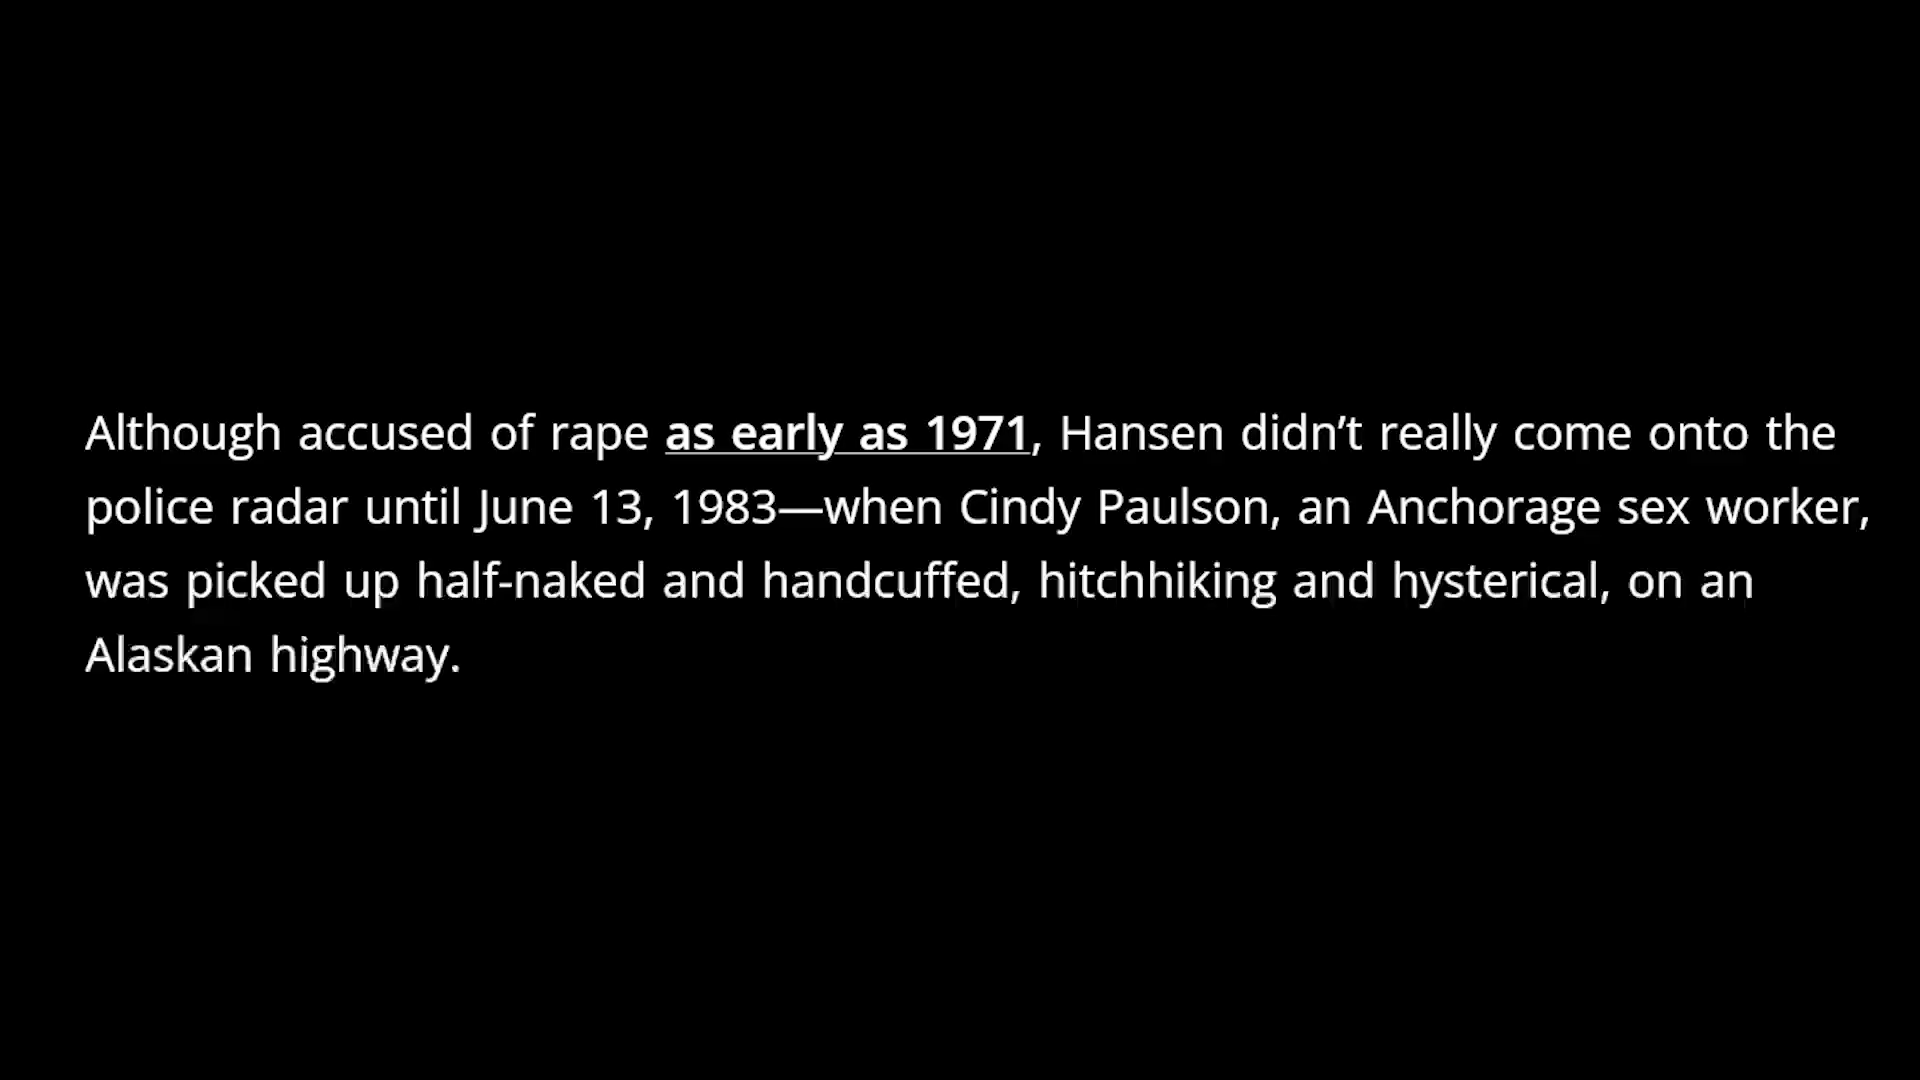 Although accused of rape as early as 1971, Hansen didn’t really come onto the
police radar until June 13, 1983—when Cindy Paulson, an Anchorage sex worker,
was picked up half-naked and handcuffed, hitchhiking and hysterical, on an
Alaskan highway.